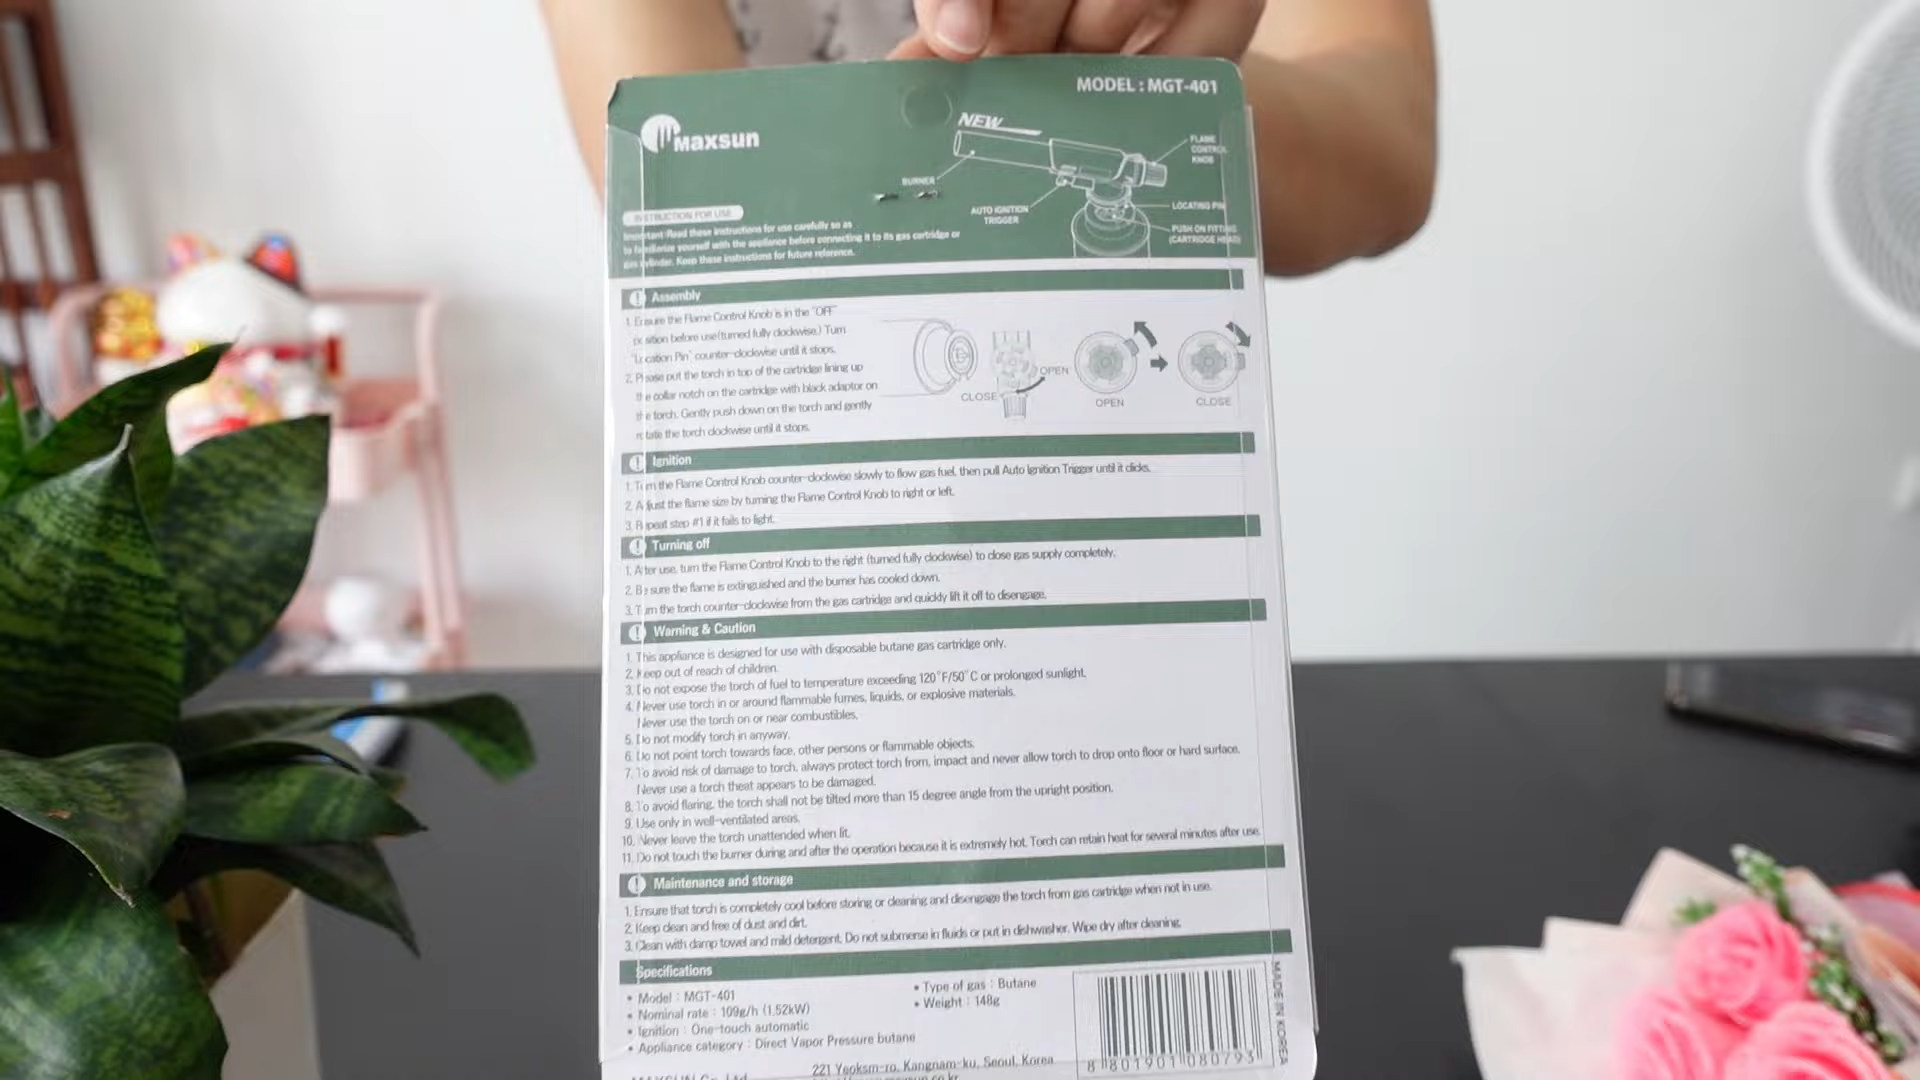 MODEL : MGT-401
Maxsun
NEW
FLAME
CONTROL
KNOB
BURNER
AUTO IGNITION
TRIGGER
LOCATING PIN
PUSH ON FITTING
(CARTRIDGE HEAD)
INSTRUCTION FOR USE
Important: Read these instructions for use carefully so as
to familiarize yourself with the appliance before connecting it to its gas cartridge or
gas cylinder. Keep these instructions for future reference.
Assembly
1. Ensure the Flame Control Knob is in the "OFF"
position before use(turned fully clockwise.) Turn
"Location Pin" counter-clockwise until it stops.
2. Please put the torch in top of the cartridge lining up
the collar notch on the cartridge with black adaptor on
the torch. Gently push down on the torch and gently
rotate the torch clockwise until it stops.
OPEN
CLOSE
OPEN
CLOSE
Ignition
1. Turn the Flame Control Knob counter-clockwise slowly to flow gas fuel, then pull Auto Ignition Trigger until it clicks.
2. Adjust the flame size by turning the Flame Control Knob to right or left.
3. Repeat step #1 if it fails to light.
Turning off
1. After use, turn the Flame Control Knob to the right (turned fully clockwise) to close gas supply completely.
2. Be sure the flame is extinguished and the burner has cooled down.
3. Turn the torch counter-clockwise from the gas cartridge and quickly lift it off to disengage.
Warning & Caution
1. This appliance is designed for use with disposable butane gas cartridge only.
2. Keep out of reach of children.
3. Do not expose the torch of fuel to temperature exceeding 120°F/50°C or prolonged sunlight.
4. Never use torch in or around flammable fumes, liquids, or explosive materials.
Never use the torch on or near combustibles.
5. Do not modify torch in anyway.
6. Do not point torch towards face, other persons or flammable objects.
7. To avoid risk of damage to torch, always protect torch from, impact and never allow torch to drop onto floor or hard surface.
Never use a torch theat appears to be damaged.
8. To avoid flaring, the torch shall not be tilted more than 15 degree angle from the upright position.
9. Use only in well-ventilated areas.
10. Never leave the torch unattended when lit.
11. Do not touch the burner during and after the operation because it is extremely hot. Torch can retain heat for several minutes after use.
Maintenance and storage
1. Ensure that torch is completely cool before storing or cleaning and disengage the torch from gas cartridge when not in use.
2. Keep clean and free of dust and dirt.
3. Clean with damp towel and mild detergent. Do not submerse in fluids or put in dishwasher. Wipe dry after cleaning.
Specifications
• Model : MGT-401
• Nominal rate : 109g/h (1.52kW)
• Ignition : One-touch automatic
• Appliance category : Direct Vapor Pressure butane
• Type of gas : Butane
• Weight : 148g
MADE IN KOREA
8 801901 080793
221 Yeoksm-ro, Kangnam-ku, Seoul, Korea